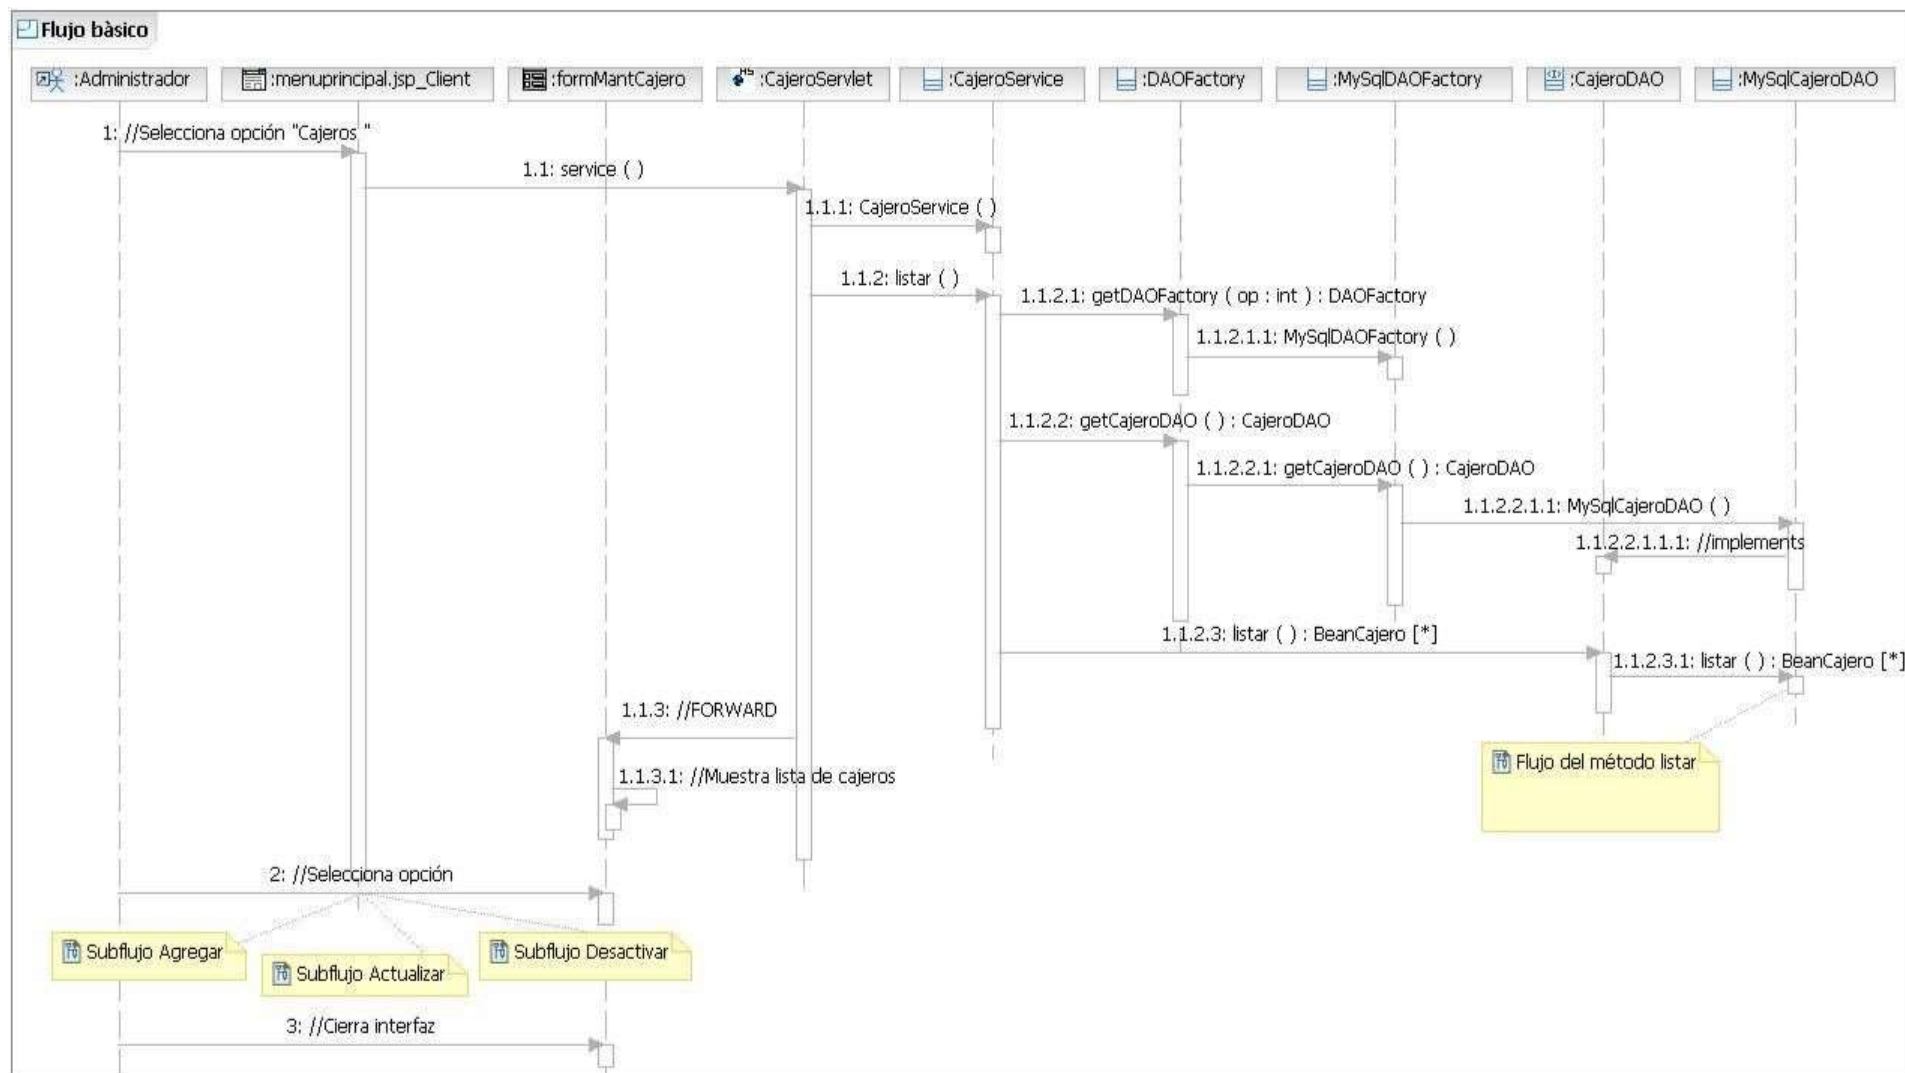 Flujo bàsico
:Administrador
:menuprincipal.jsp_Client
:formMantCajero
:CajeroServlet
:CajeroService
:DAOFactory
:MySqlDAOFactory
:CajeroDAO
:MySqlCajeroDAO
1: //Selecciona opción "Cajeros "
1.1: service ( )
1.1.1: CajeroService ( )
1.1.2: listar ( )
1.1.2.1: getDAOFactory ( op : int ) : DAOFactory
1.1.2.1.1: MySqlDAOFactory ( )
1.1.2.2: getCajeroDAO ( ) : CajeroDAO
1.1.2.2.1: getCajeroDAO ( ) : CajeroDAO
1.1.2.2.1.1: MySqlCajeroDAO ( )
1.1.2.2.1.1.1: //implements
1.1.2.3: listar ( ) : BeanCajero [*]
1.1.2.3.1: listar ( ) : BeanCajero [*]
1.1.3: //FORWARD
Flujo del método listar
1.1.3.1: //Muestra lista de cajeros
2: //Selecciona opción
Subflujo Agregar
Subflujo Actualizar
Subflujo Desactivar
3: //Cierra interfaz